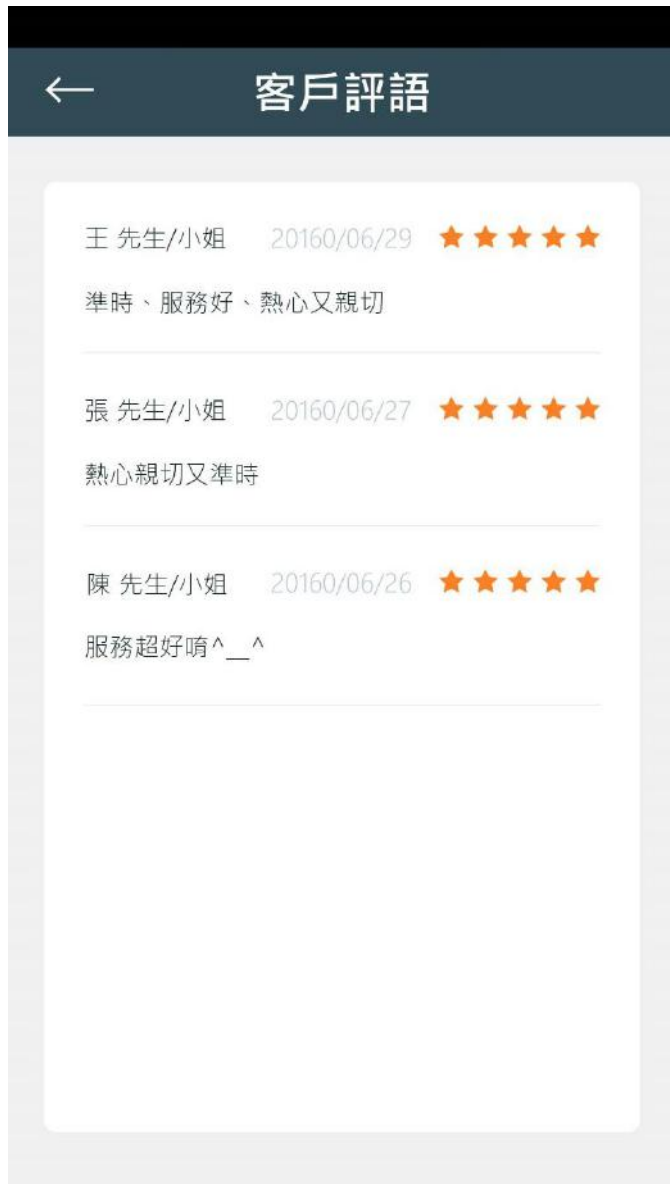 客戶評語
王 先生/小姐 20160/06/29
準時、服務好、熱心又親切
張 先生/小姐 20160/06/27
熱心親切又準時
陳 先生/小姐 20160/06/26
服務超好唷^__^